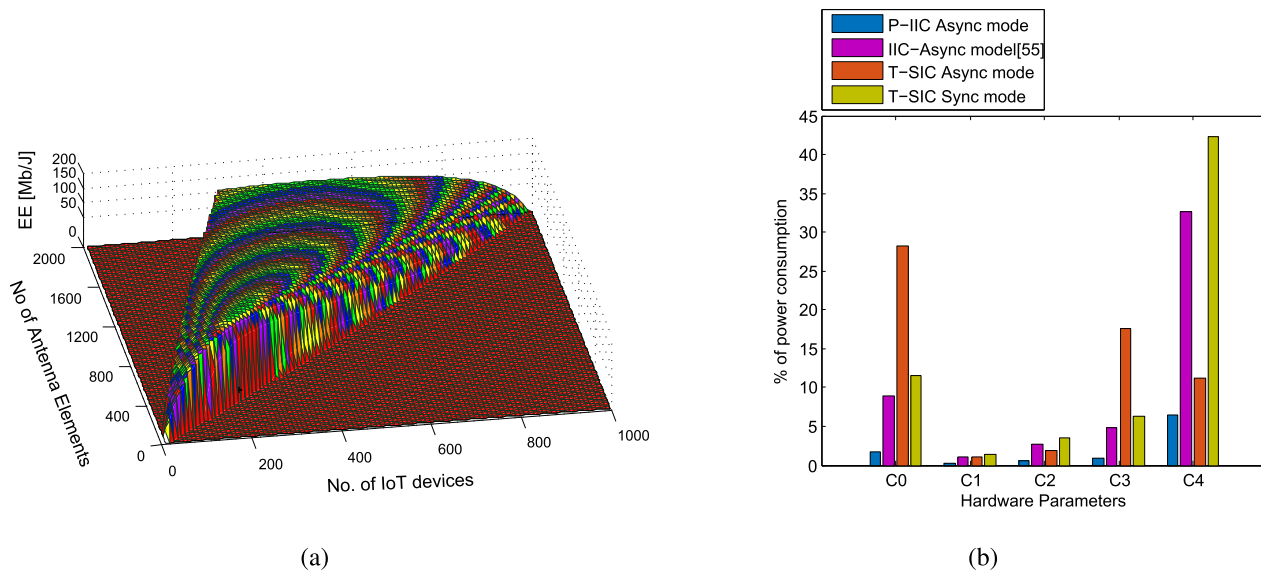 EE [Mb/J]
200
150
100
50
0
2000
1600
1200
800
400
0
No of Antenna Elements
0
200
400
600
800
1000
No. of IoT devices
(a)
P-IIC Async mode
IIC-Async model[55]
T-SIC Async mode
T-SIC Sync mode
% of power consumption
45
40
35
30
25
20
15
10
5
0
C0 C1 C2 C3 C4
Hardware Parameters
(b)